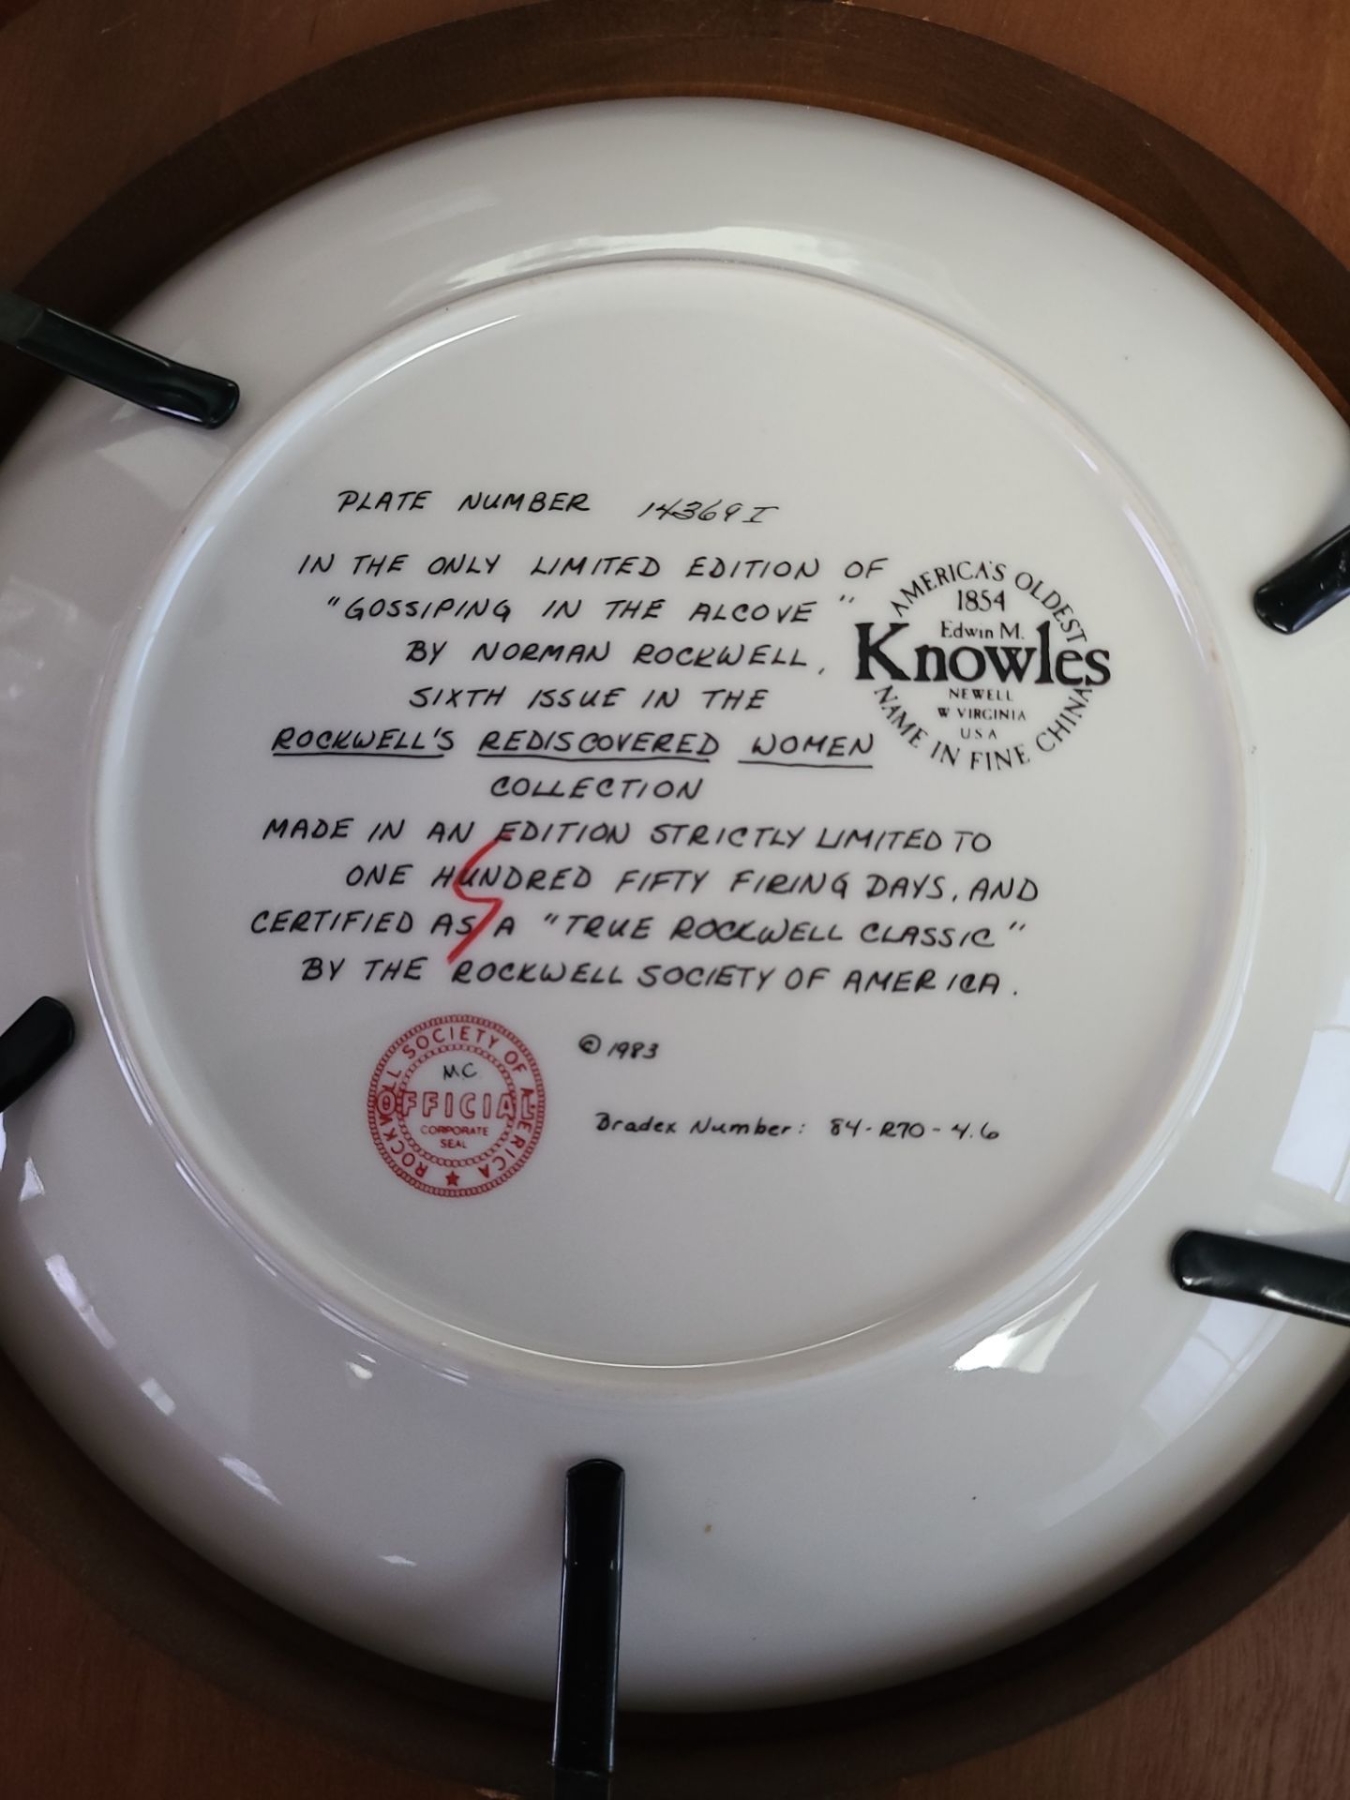 PLATE NUMBER 14369I
IN THE ONLY LIMITED EDITION OF
"GOSSIPING IN THE ALCOVE"
BY NORMAN ROCKWELL,
SIXTH ISSUE IN THE
ROCKWELL'S REDISCOVERED WOMEN
COLLECTION
MADE IN AN EDITION STRICTLY LIMITED TO
ONE HUNDRED FIFTY FIRING DAYS, AND
CERTIFIED AS A "TRUE ROCKWELL CLASSIC"
BY THE ROCKWELL SOCIETY OF AMERICA.
AMERICA'S OLDEST
1854
Edwin M.
Knowles
NEWELL
W VIRGINIA
USA
NAME IN FINE CHINA
ROCKWELL SOCIETY OF AMERICA
MC
OFFICIAL
CORPORATE
SEAL
© 1983
Bradex Number: 84-R70-4.6